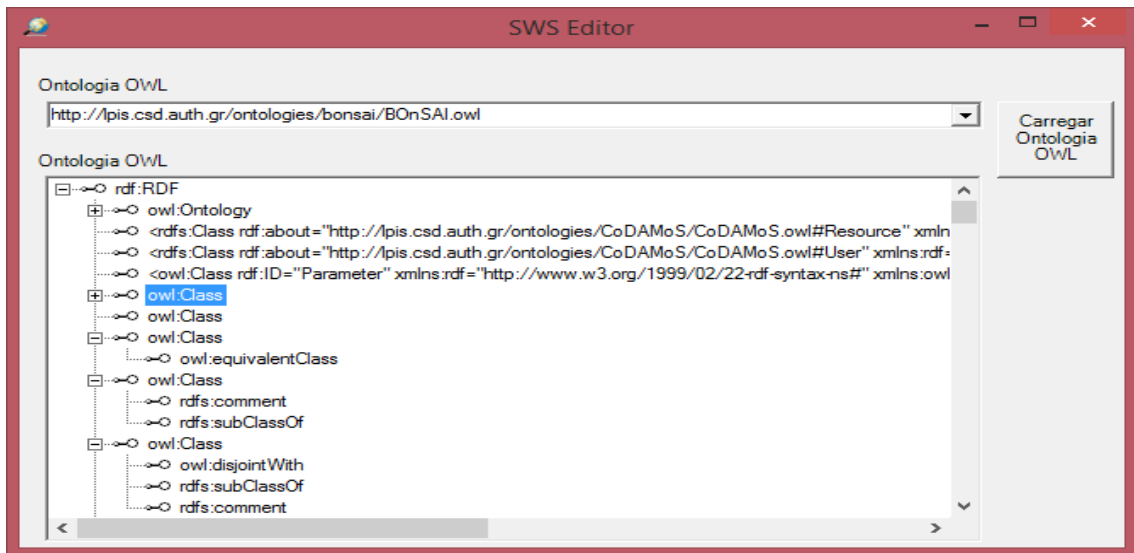 SWS Editor
Ontologia OWL
http://lpis.csd.auth.gr/ontologies/bonsai/BOnSAI.owl
Carregar
Ontologia
OWL
Ontologia OWL
rdf:RDF
owl:Ontology
<rdfs:Class rdf:about="http://lpis.csd.auth.gr/ontologies/CoDAMoS/CoDAMoS.owl#Resource" xmln
<rdfs:Class rdf:about="http://lpis.csd.auth.gr/ontologies/CoDAMoS/CoDAMoS.owl#User" xmlns:rdf=
<owl:Class rdf:ID="Parameter" xmlns:rdf="http://www.w3.org/1999/02/22-rdf-syntax-ns#" xmlns:owl
owl:Class
owl:Class
owl:Class
owl:equivalentClass
owl:Class
rdfs:comment
rdfs:subClassOf
owl:Class
owl:disjointWith
rdfs:subClassOf
rdfs:comment